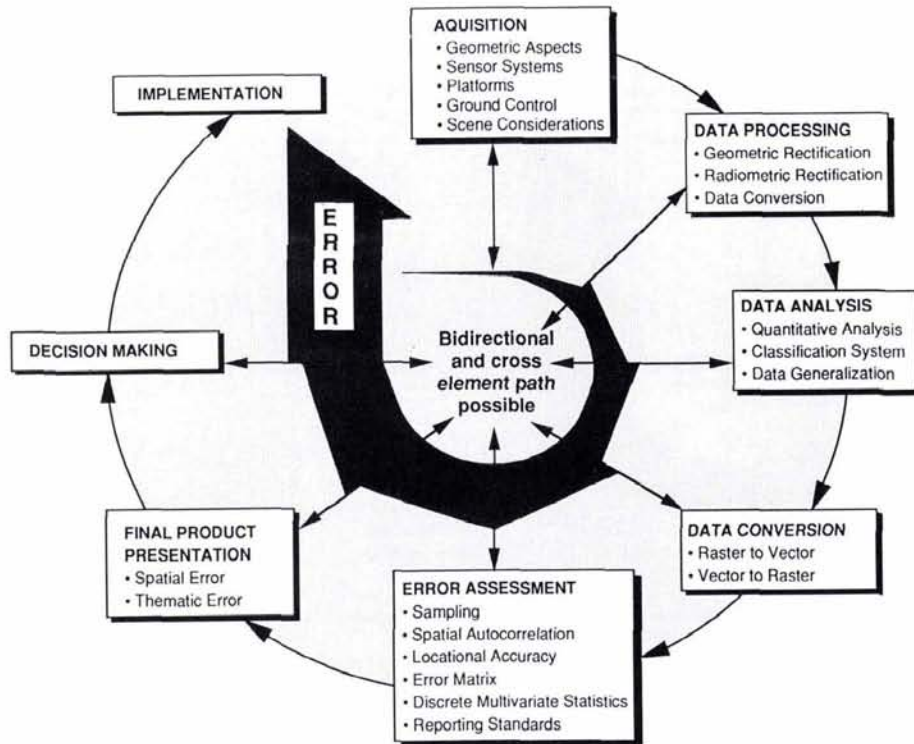 AQUISITION
• Geometric Aspects
• Sensor Systems
• Platforms
• Ground Control
• Scene Considerations
DATA PROCESSING
• Geometric Rectification
• Radiometric Rectification
• Data Conversion
DATA ANALYSIS
• Quantitative Analysis
• Classification System
• Data Generalization
DATA CONVERSION
• Raster to Vector
• Vector to Raster
ERROR ASSESSMENT
• Sampling
• Spatial Autocorrelation
• Locational Accuracy
• Error Matrix
• Discrete Multivariate Statistics
• Reporting Standards
FINAL PRODUCT
PRESENTATION
• Spatial Error
• Thematic Error
DECISION MAKING
IMPLEMENTATION
ERROR
Bidirectional
and cross
element path
possible